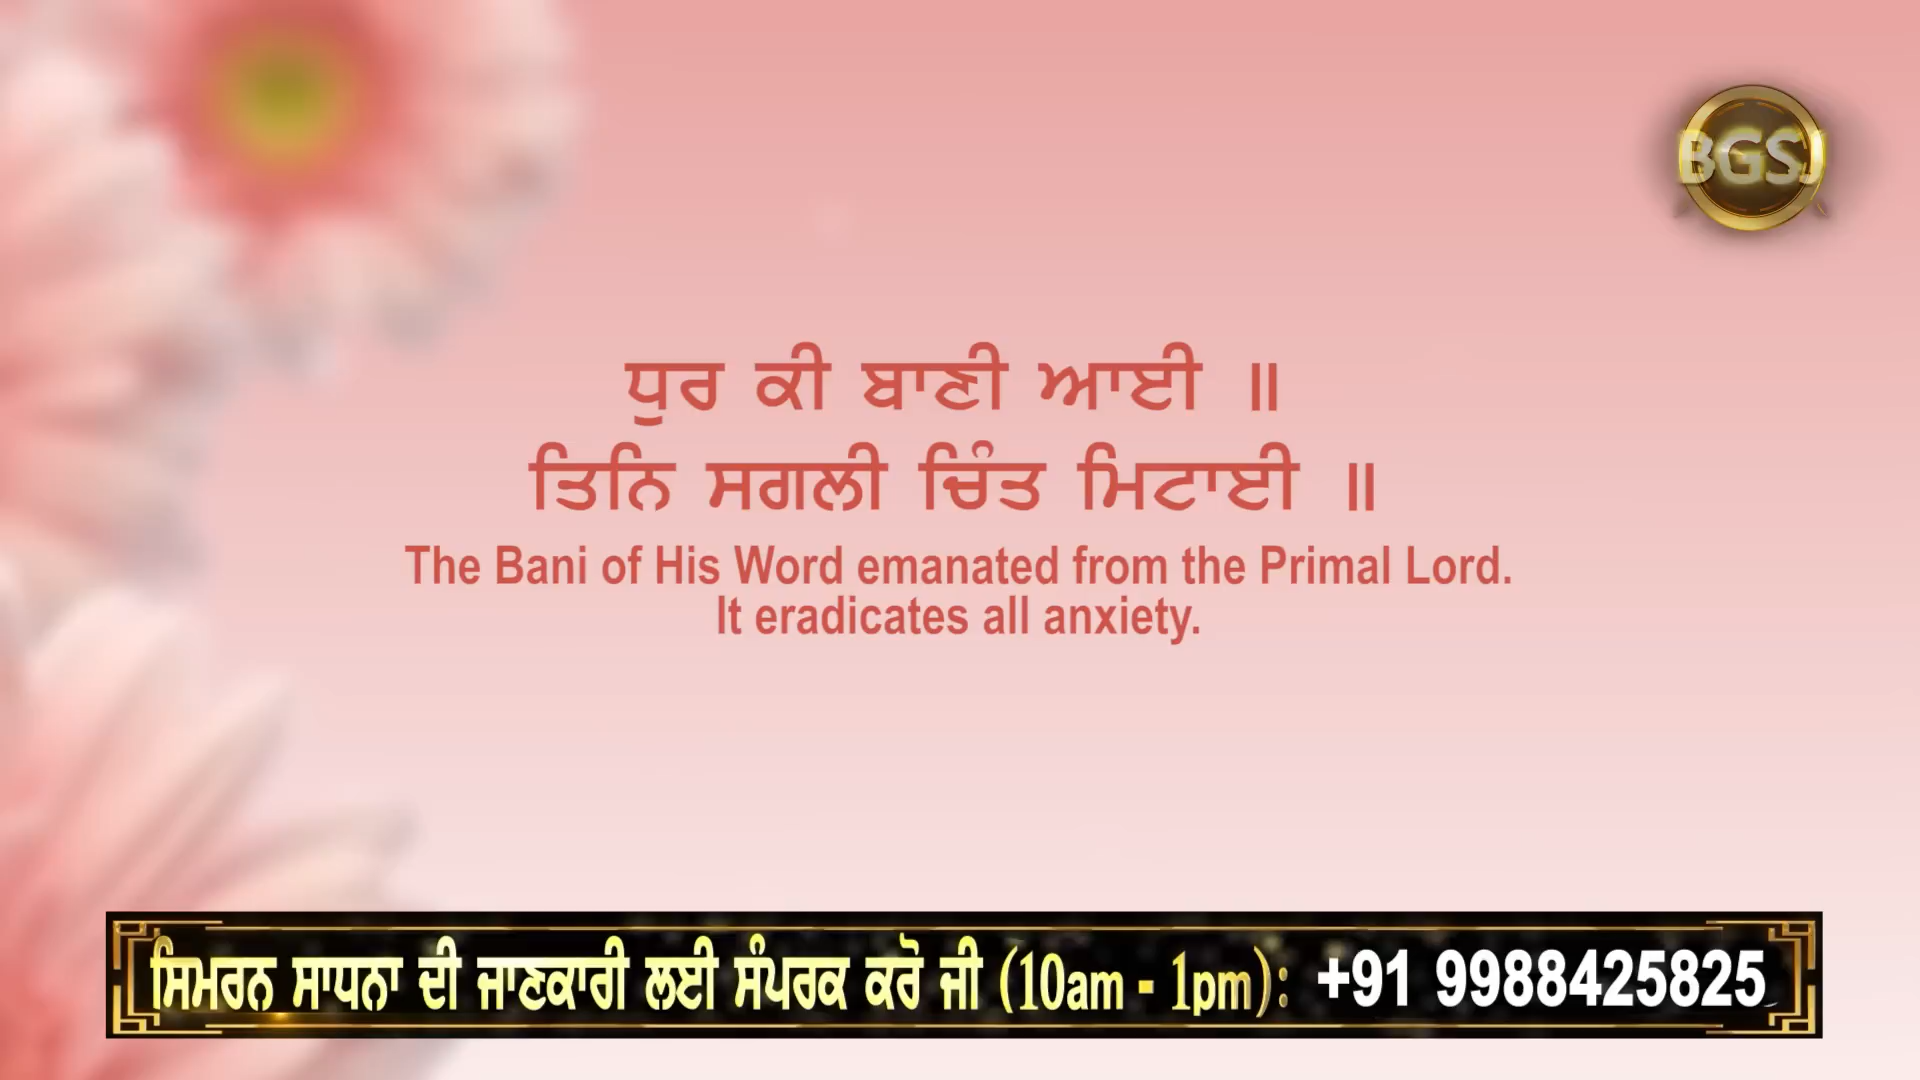 BGSJ
ਧੁਰ ਕੀ ਬਾਣੀ ਆਈ ॥
ਤਿਨਿ ਸਗਲੀ ਚਿੰਤ ਮਿਟਾਈ ॥
The Bani of His Word emanated from the Primal Lord.
It eradicates all anxiety.
ਸਿਮਰਨ ਸਾਧਨਾ ਦੀ ਜਾਣਕਾਰੀ ਲਈ ਸੰਪਰਕ ਕਰੋ ਜੀ (10am - 1pm): +91 9988425825